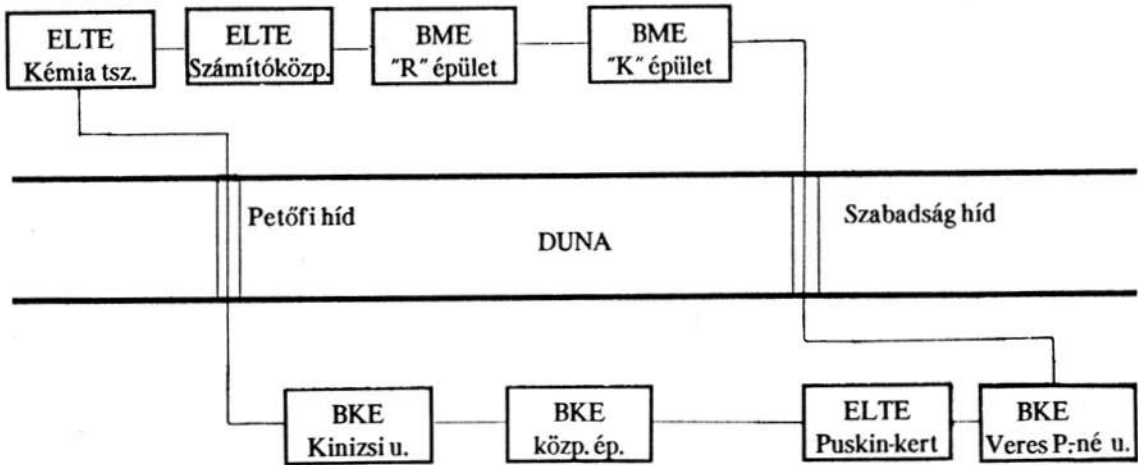 ELTE
Kémia tsz.
ELTE
Számítóközp.
BME
"R" épület
BME
"K" épület
Petőfi híd
DUNA
Szabadság híd
BKE
Kinizsi u.
BKE
közp. ép.
ELTE
Puskin-kert
BKE
Veres P.-né u.